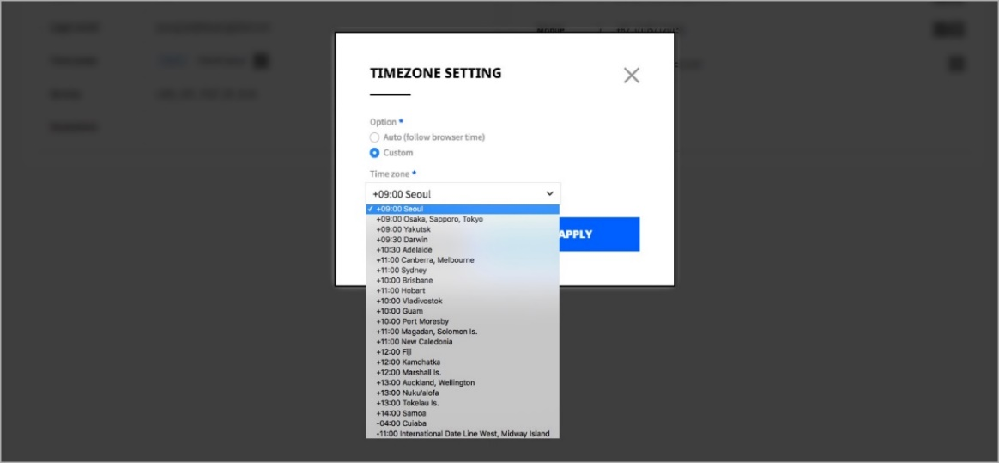 TIMEZONE SETTING
Option *
Auto (follow browser time)
Custom
Time zone *
+09:00 Seoul
✓ +09:00 Seoul
+09:00 Osaka, Sapporo, Tokyo
+09:00 Yakutsk
+09:30 Darwin
APPLY
+10:30 Adelaide
+11:00 Canberra, Melbourne
+11:00 Sydney
+10:00 Brisbane
+11:00 Hobart
+10:00 Vladivostok
+10:00 Guam
+10:00 Port Moresby
+11:00 Magadan, Solomon Is.
+11:00 New Caledonia
+12:00 Fiji
+12:00 Kamchatka
+12:00 Marshall Is.
+13:00 Auckland, Wellington
+13:00 Nuku'alofa
+13:00 Tokelau Is.
+14:00 Samoa
-04:00 Cuiaba
-11:00 International Date Line West, Midway Island